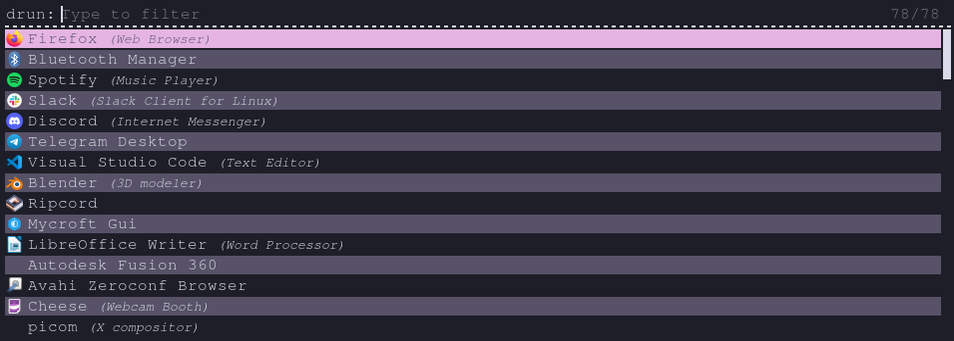 drun: Type to filter 78/78
Firefox (Web Browser)
Bluetooth Manager
Spotify (Music Player)
Slack (Slack Client for Linux)
Discord (Internet Messenger)
Telegram Desktop
Visual Studio Code (Text Editor)
Blender (3D modeler)
Ripcord
Mycroft Gui
LibreOffice Writer (Word Processor)
Autodesk Fusion 360
Avahi Zeroconf Browser
Cheese (Webcam Booth)
picom (X compositor)